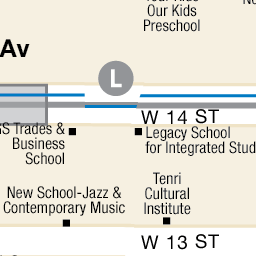 Our Kids
Preschool
Av
L
W 14 ST
Trades &
Business
School
Legacy School
for Integrated
New School-Jazz &
Contemporary Music
Tenri
Cultural
Institute
W 13 ST